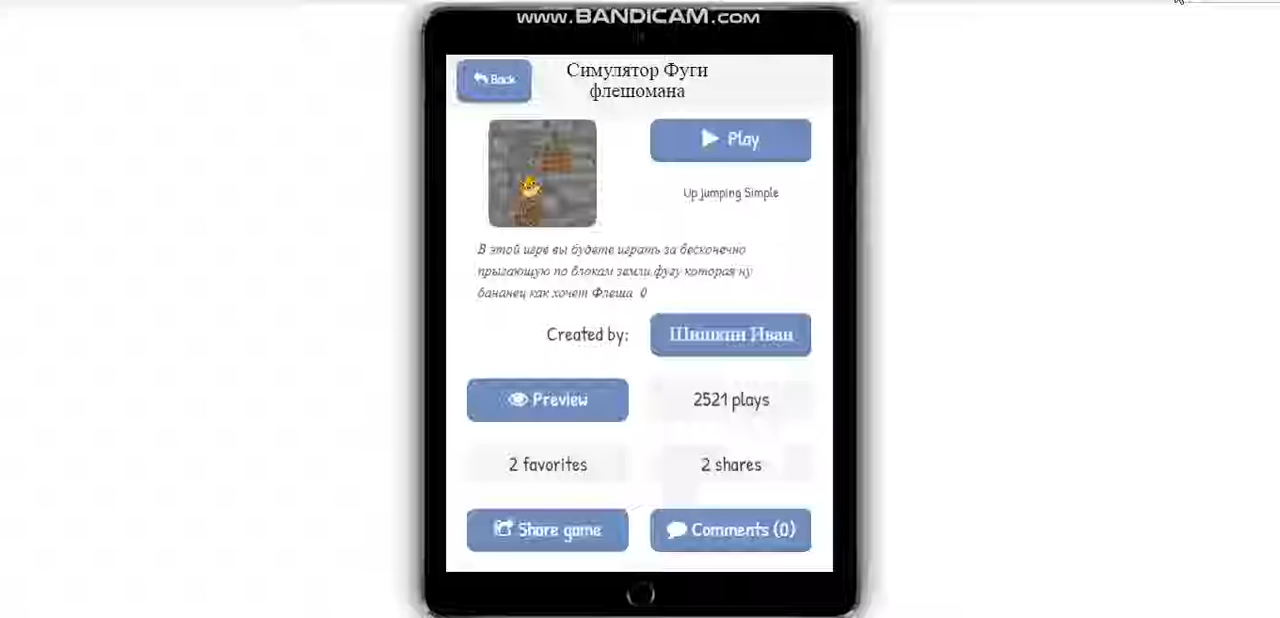 WWW.BANDICAM.COM
Back
Симулятор Фуги
флешомана
Play
Up Jumping Simple
В этой игре вы будете играть за бесконечно
прыгающую по блокам земли фугу которая ну
бананец как хочет Флеша 0
Created by:
Шишкин Иван
Preview
2521 plays
2 favorites
2 shares
Share game
Comments (0)